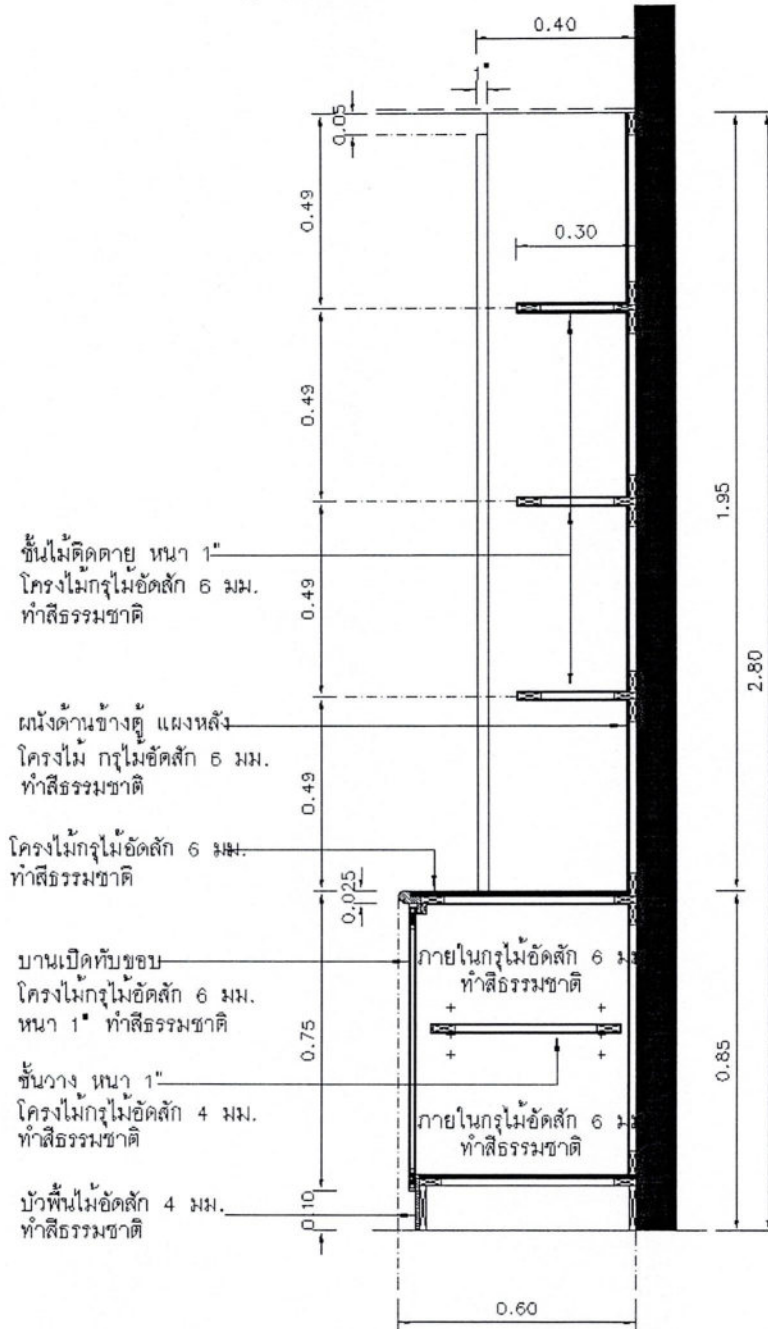 0.40
1"
0.05
0.49
0.30
0.49
1.95
ชั้นไม้ติดตาย หนา 1"
โครงไม้กรุไม้อัดสัก 6 มม.
ทำสีธรรมชาติ
0.49
2.80
ผนังด้านข้างตู้ แผงหลัง
โครงไม้ กรุไม้อัดสัก 6 มม.
ทำสีธรรมชาติ
0.49
โครงไม้กรุไม้อัดสัก 6 มม.
ทำสีธรรมชาติ
0.025
บานเปิดทับขอบ
โครงไม้กรุไม้อัดสัก 6 มม.
หนา 1" ทำสีธรรมชาติ
ภายในกรุไม้อัดสัก 6 มม
ทำสีธรรมชาติ
0.75
0.85
ชั้นวาง หนา 1"
โครงไม้กรุไม้อัดสัก 4 มม.
ทำสีธรรมชาติ
ภายในกรุไม้อัดสัก 6 มม
ทำสีธรรมชาติ
บัวพื้นไม้อัดสัก 4 มม.
ทำสีธรรมชาติ
0.10
0.60